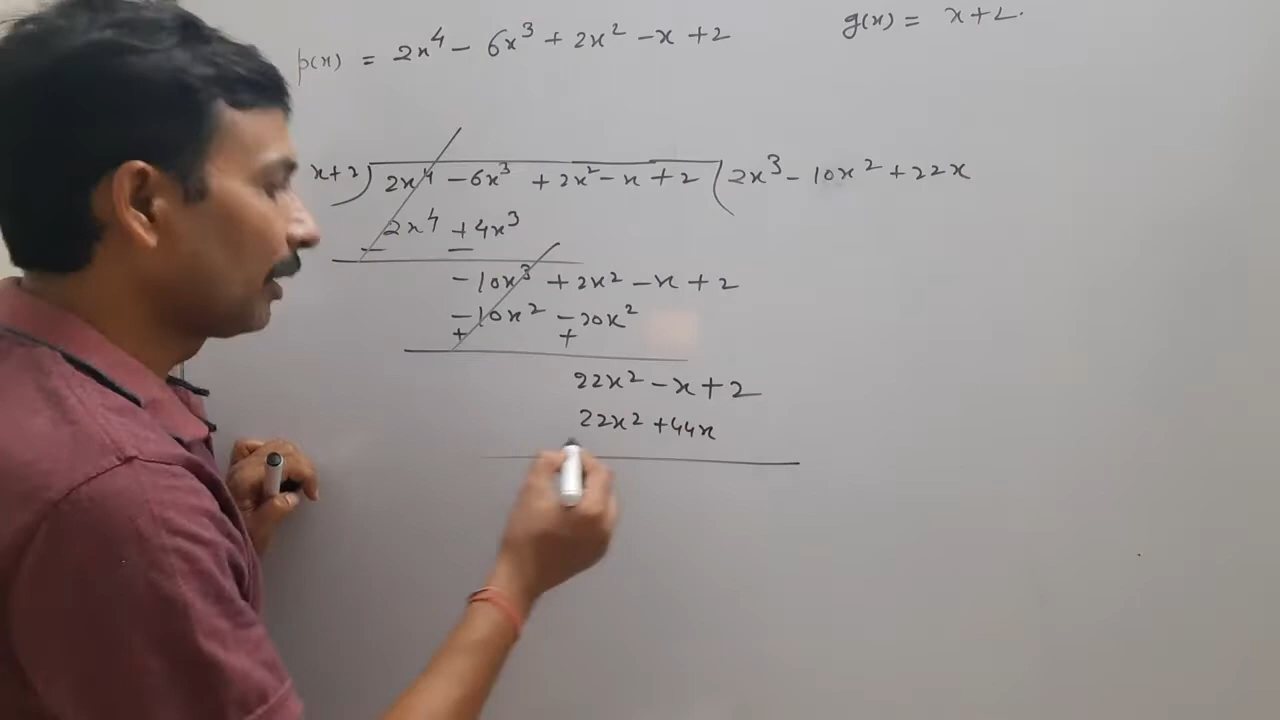 p(x) = 2x⁴ - 6x³ + 2x² - x + 2 g(x) = x + 2.
x+2 ) 2x⁴ - 6x³ + 2x² - x + 2 ( 2x³ - 10x² + 22x
2x⁴ + 4x³
- -
- 10x³ + 2x² - x + 2
- 10x² - 20x²
+ +
22x² - x + 2
22x² + 44x